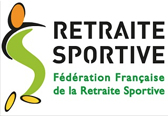 RETRAITE
SPORTIVE
Fédération Française
de la Retraite Sportive